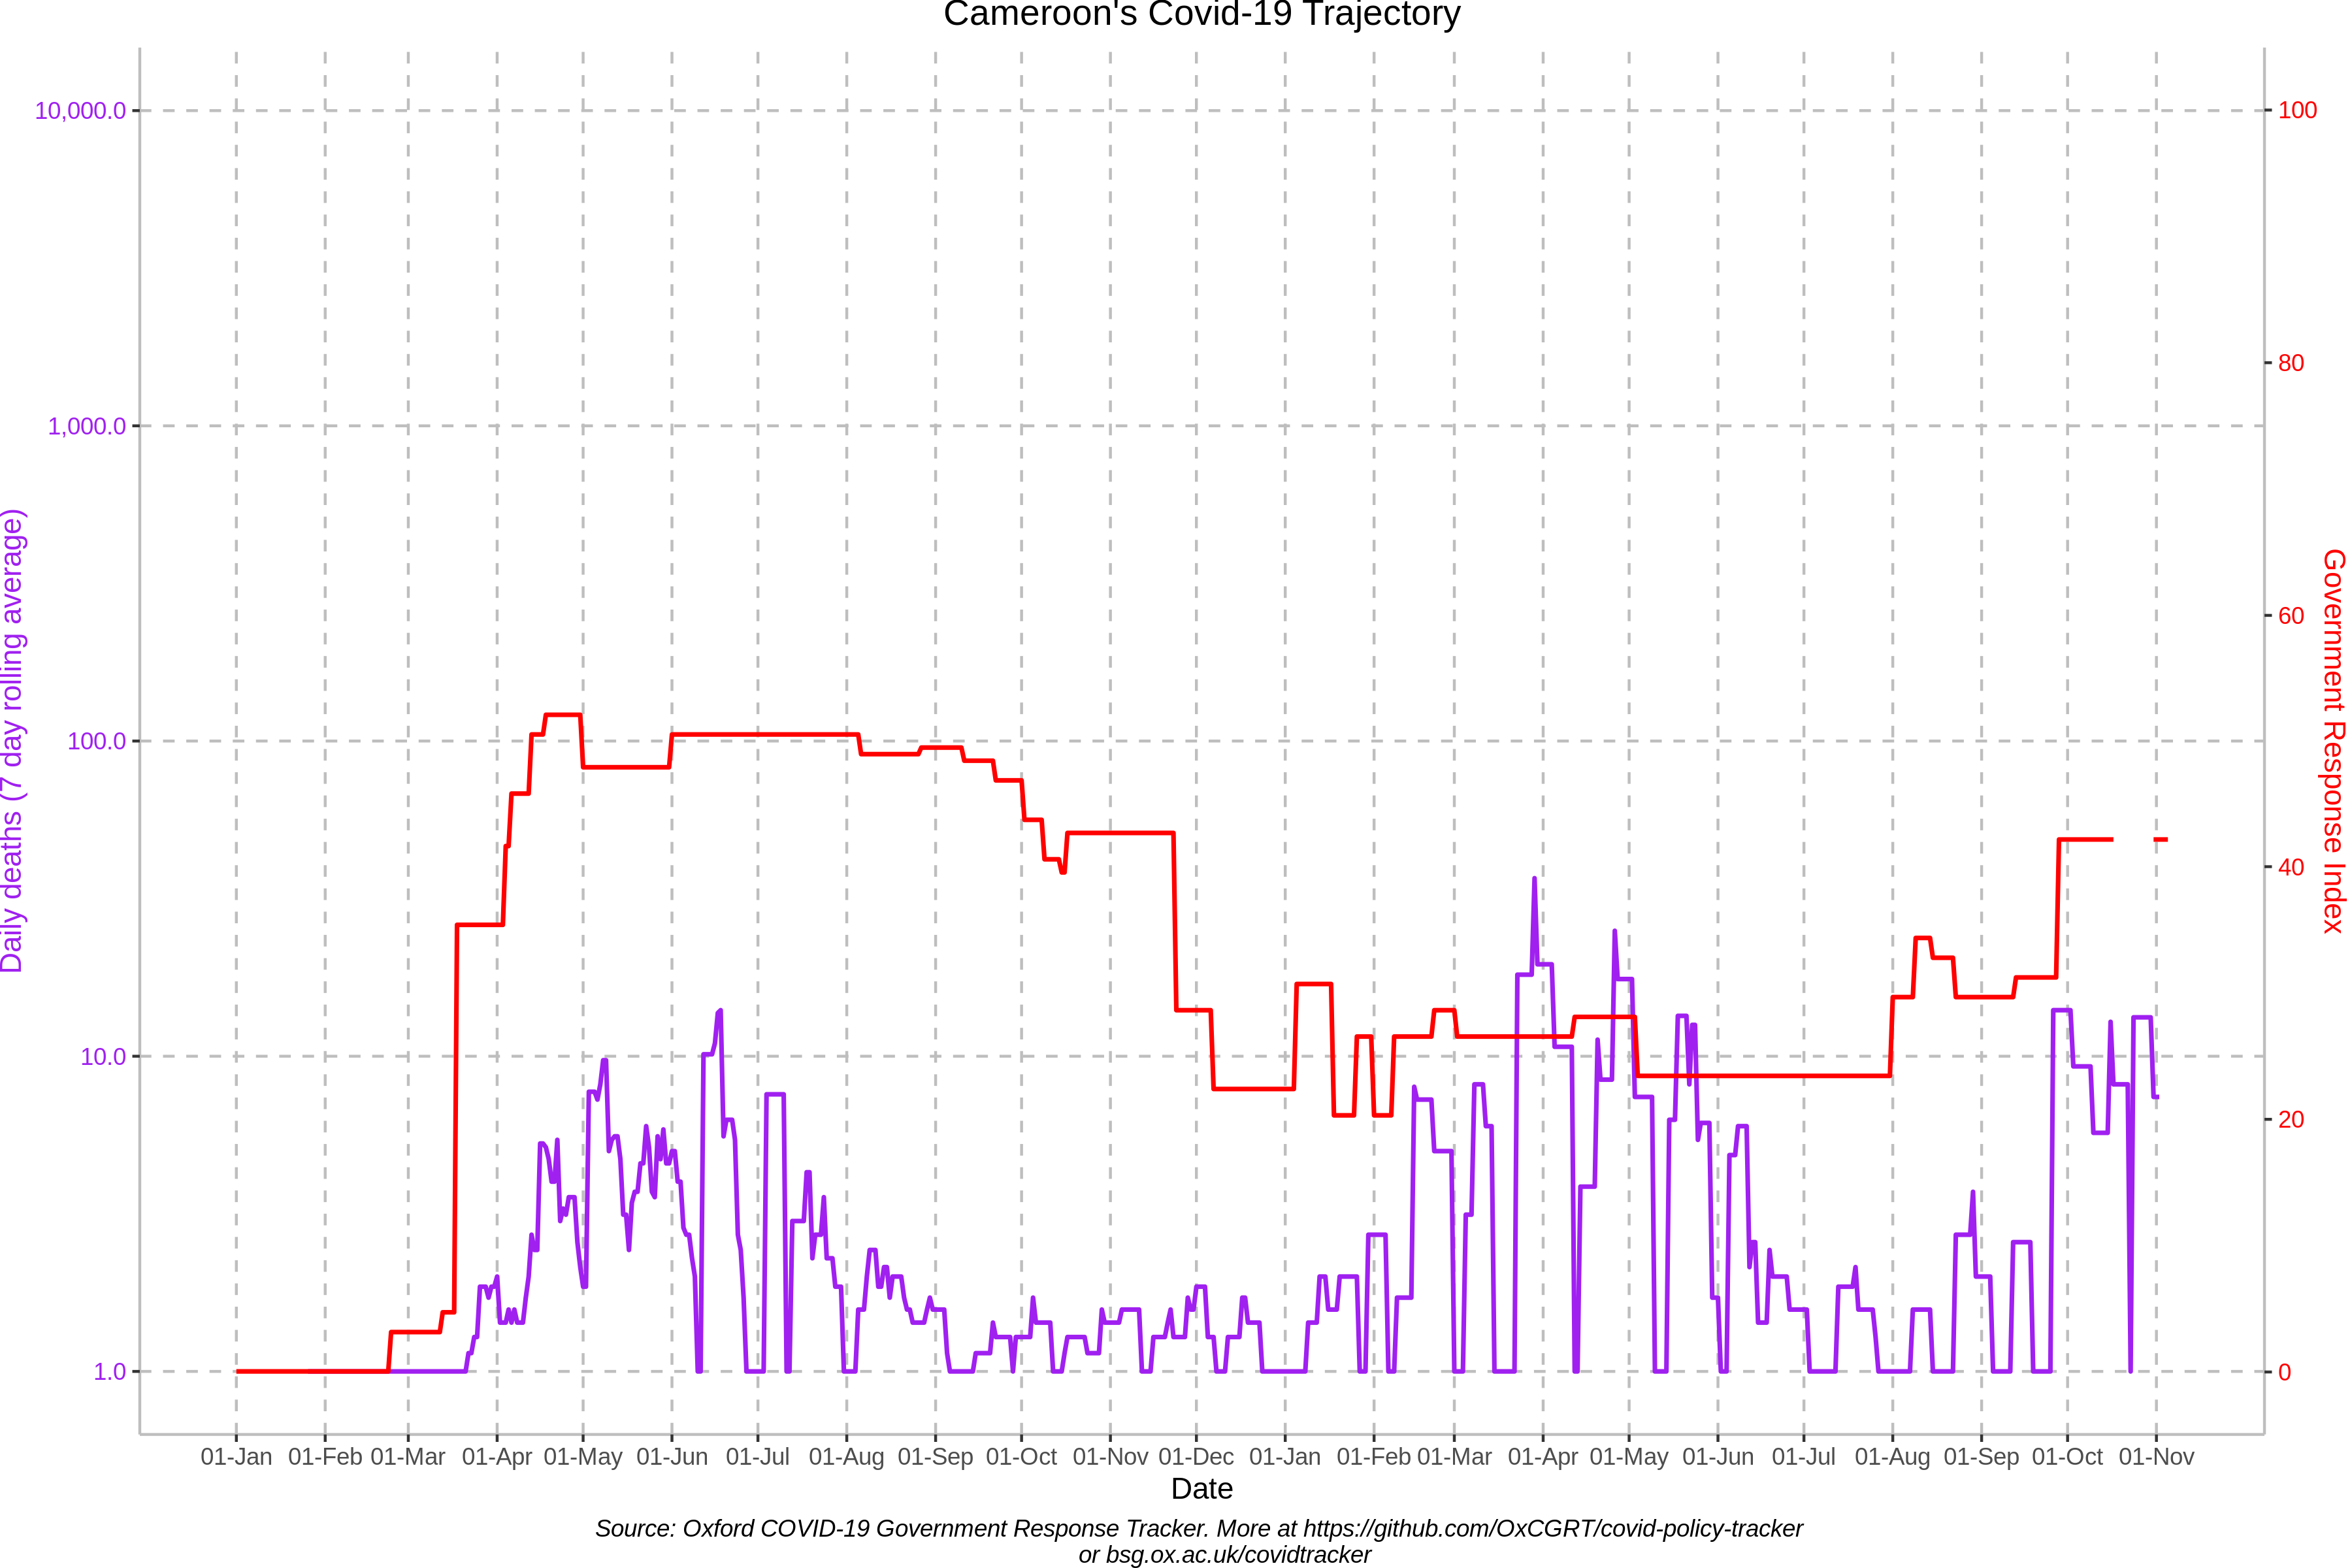 Cameroon's Covid-19 Trajectory
10,000.0
1,000.0
100.0
10.0
1.0
Daily deaths (7 day rolling average)
100
80
60
40
20
0
Government Response Index
01-Jan 01-Feb 01-Mar 01-Apr 01-May 01-Jun 01-Jul 01-Aug 01-Sep 01-Oct 01-Nov 01-Dec 01-Jan 01-Feb 01-Mar 01-Apr 01-May 01-Jun 01-Jul 01-Aug 01-Sep 01-Oct 01-Nov
Date
Source: Oxford COVID-19 Government Response Tracker. More at https://github.com/OxCGRT/covid-policy-tracker
or bsg.ox.ac.uk/covidtracker